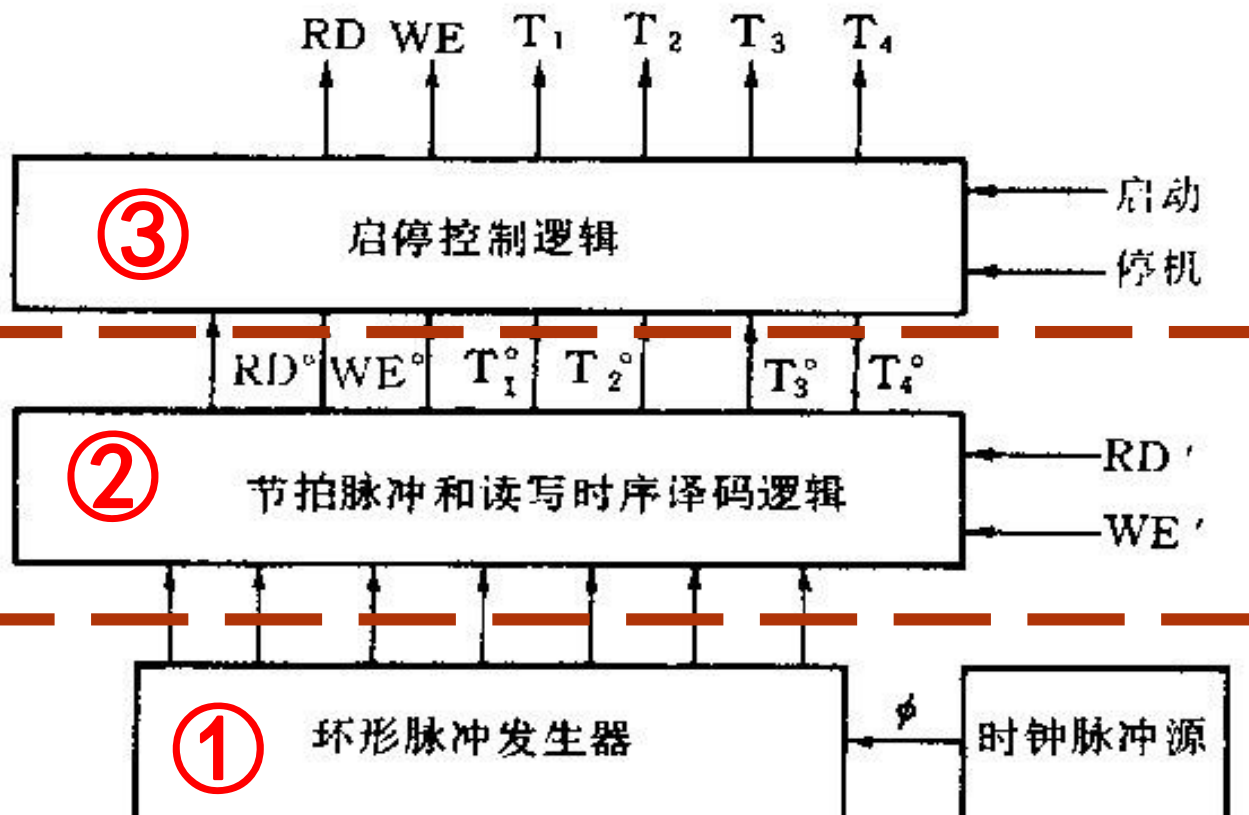 RD WE T₁ T₂ T₃ T₄
③ 启停控制逻辑
启动
停机
RD° WE° T₁° T₂° T₃° T₄°
② 节拍脉冲和读写时序译码逻辑
RD′
WE′
① 环形脉冲发生器
ϕ
时钟脉冲源